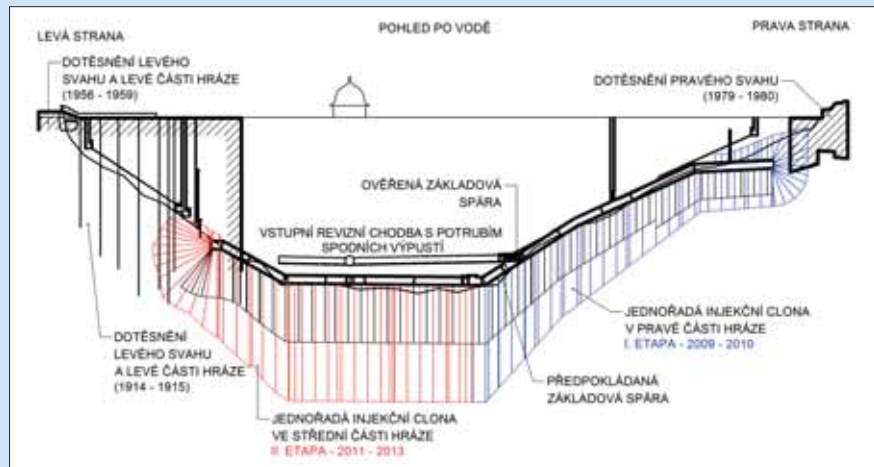 LEVÁ STRANA
POHLED PO VODĚ
PRAVA STRANA
DOTĚSNĚNÍ LEVÉHO
SVAHU A LEVÉ ČÁSTI HRÁZE
(1956 - 1959)
DOTĚSNĚNÍ PRAVÉHO SVAHU
(1979 - 1980)
OVĚŘENÁ ZÁKLADOVÁ
SPÁRA
VSTUPNÍ REVIZNÍ CHODBA S POTRUBÍM
SPODNÍCH VÝPUSTÍ
DOTĚSNĚNÍ
LEVÉHO SVAHU
A LEVÉ ČÁSTI HRÁZE
(1914 - 1915)
JEDNOŘADÁ INJEKČNÍ CLONA
V PRAVÉ ČÁSTI HRÁZE
I. ETAPA - 2009 - 2010
PŘEDPOKLÁDANÁ
ZÁKLADOVÁ SPÁRA
JEDNOŘADÁ INJEKČNÍ CLONA
VE STŘEDNÍ ČÁSTI HRÁZE
II. ETAPA - 2011 - 2013